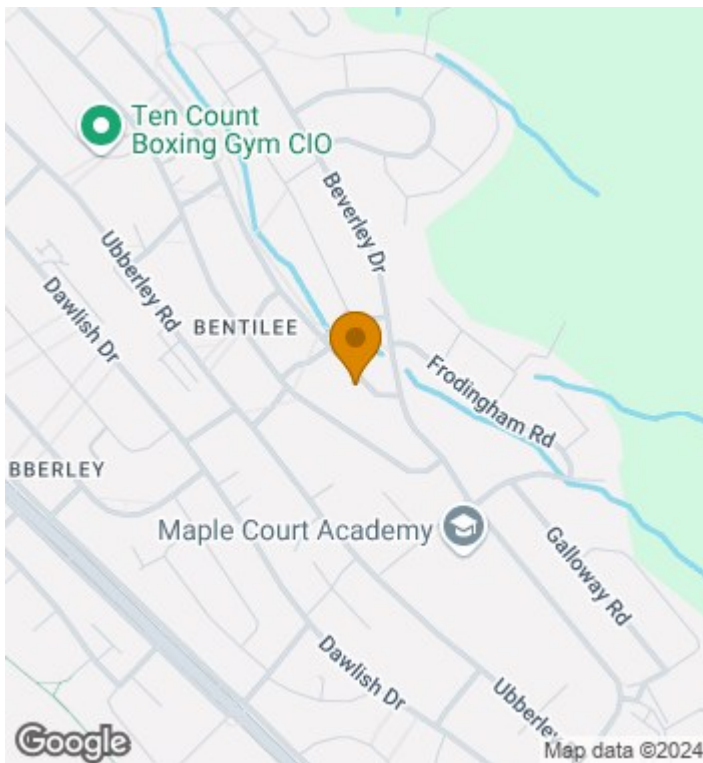 Ten Count
Boxing Gym CIO
Beverley Dr
Ubberley Rd
Dawlish Dr
BENTILEE
Frodingham Rd
BBERLEY
Maple Court Academy
Galloway Rd
Dawlish Dr
Ubberley
Google
Map data ©2024